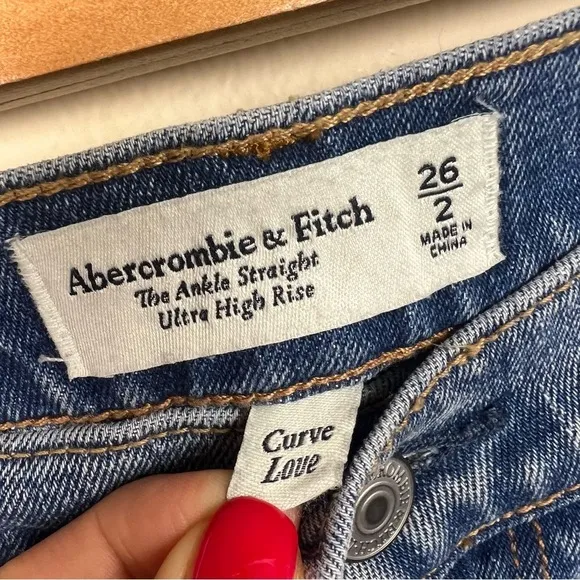 Abercrombie & Fitch
The Ankle Straight
Ultra High Rise
26
2
MADE IN
CHINA
Curve
Love